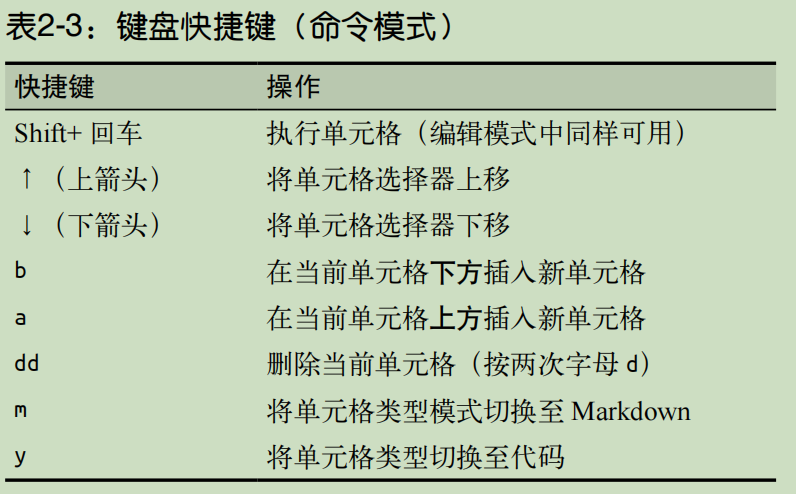 表2-3：键盘快捷键（命令模式）
快捷键 操作
Shift+ 回车 执行单元格（编辑模式中同样可用）
↑（上箭头） 将单元格选择器上移
↓（下箭头） 将单元格选择器下移
b 在当前单元格下方插入新单元格
a 在当前单元格上方插入新单元格
dd 删除当前单元格（按两次字母 d）
m 将单元格类型模式切换至 Markdown
y 将单元格类型切换至代码